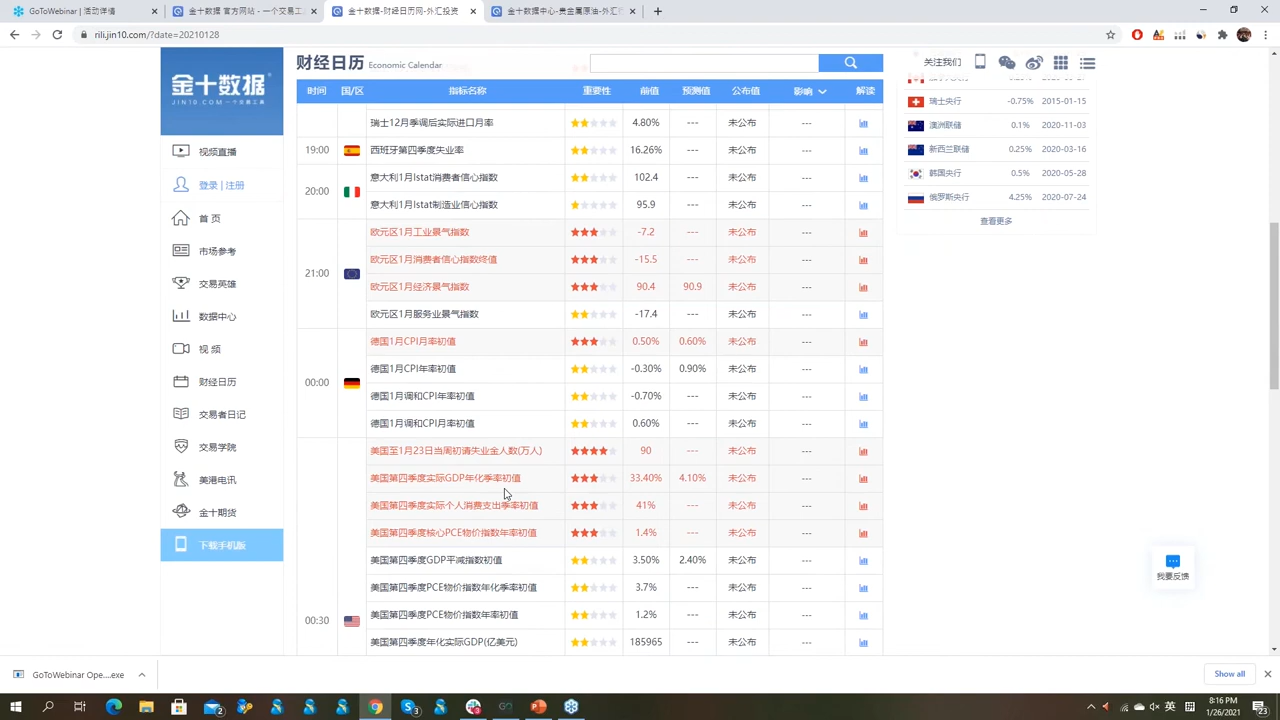 GoToWebinar | 活动详情
金十数据 官方网站 - 一个交易工
金十数据-财经日历网-外汇投资
金十数据中心-贵金属原油-外汇
rili.jin10.com/?date=20210128
金十数据
JIN10.COM 一个交易工具
视频直播
登录 | 注册
首 页
市场参考
交易英雄
数据中心
视 频
财经日历
交易者日记
交易学院
美港电讯
金十期货
下载手机版
财经日历 Economic Calendar
关注我们
时间 国/区 指标名称 重要性 前值 预测值 公布值 影响 解读
瑞士12月季调后实际进口月率 4.80% --- 未公布 ---
19:00 西班牙第四季度失业率 16.26% --- 未公布 ---
20:00 意大利1月Istat消费者信心指数 102.4 --- 未公布 ---
意大利1月Istat制造业信心指数 95.9 --- 未公布 ---
欧元区1月工业景气指数 -7.2 --- 未公布 ---
21:00 欧元区1月消费者信心指数终值 -15.5 --- 未公布 ---
欧元区1月经济景气指数 90.4 90.9 未公布 ---
欧元区1月服务业景气指数 -17.4 --- 未公布 ---
德国1月CPI月率初值 0.50% 0.60% 未公布 ---
00:00 德国1月CPI年率初值 -0.30% 0.90% 未公布 ---
德国1月调和CPI年率初值 -0.70% --- 未公布 ---
德国1月调和CPI月率初值 0.60% --- 未公布 ---
美国至1月23日当周初请失业金人数(万人) 90 --- 未公布 ---
美国第四季度实际GDP年化季率初值 33.40% 4.10% 未公布 ---
美国第四季度实际个人消费支出季率初值 41% --- 未公布 ---
美国第四季度核心PCE物价指数年率初值 1.4% --- 未公布 ---
美国第四季度GDP平减指数初值 3.50% 2.40% 未公布 ---
美国第四季度PCE物价指数年化季率初值 3.7% --- 未公布 ---
00:30 美国第四季度PCE物价指数年率初值 1.2% --- 未公布 ---
美国第四季度年化实际GDP(亿美元) 185965 --- 未公布 ---
瑞士央行 -0.75% 2015-01-15
澳洲联储 0.1% 2020-11-03
新西兰联储 0.25% 2020-03-16
韩国央行 0.5% 2020-05-28
俄罗斯央行 4.25% 2020-07-24
查看更多
我要反馈
GoToWebinar Ope....exe
Show all
8:16 PM
1/26/2021
英
23